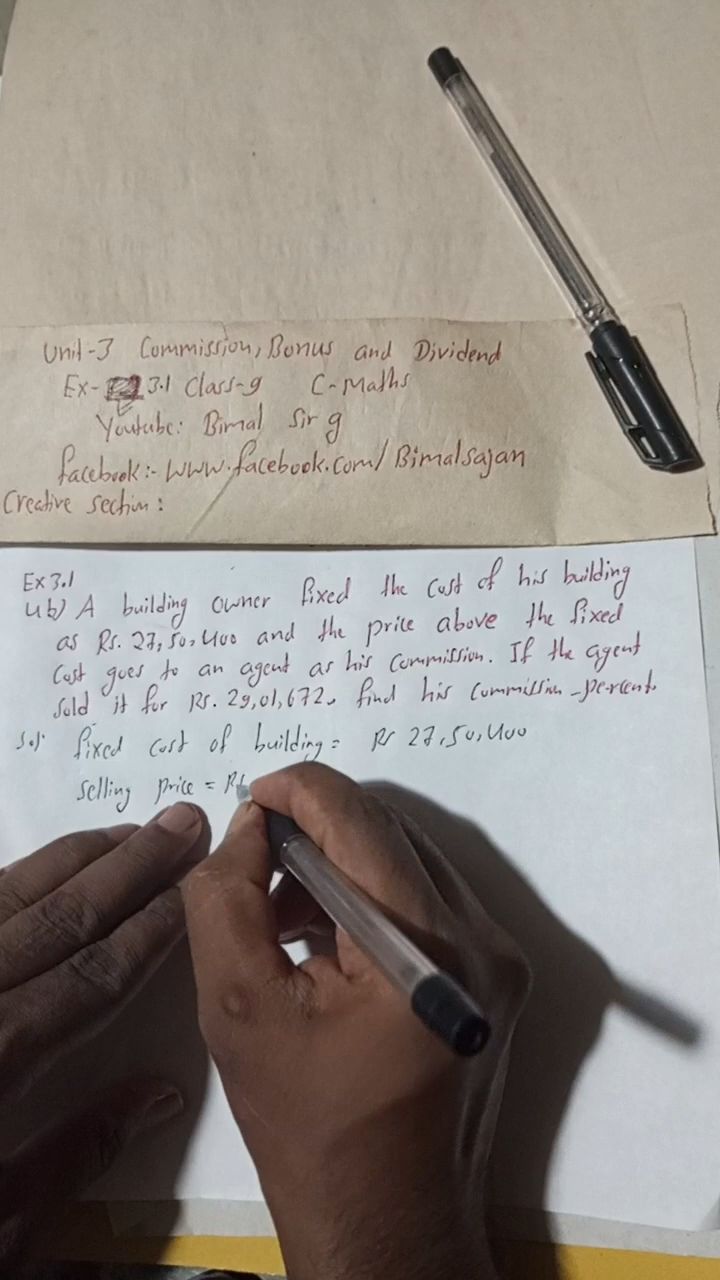 Unit-3 Commission, Bonus and Dividend
Ex- 3.1 Class-9 C-Maths
Youtube: Bimal Sir g
facebook:- www.facebook.com/Bimalsajan
Creative section:
Ex 3.1
4b) A building owner fixed the cost of his building
as Rs. 27,50,400 and the price above the fixed
cost goes to an agent as his commission. If the agent
sold it for Rs. 29,01,672, find his commission-percent.
Sol: fixed cost of building = Rs 27,50,400
selling price = Rs